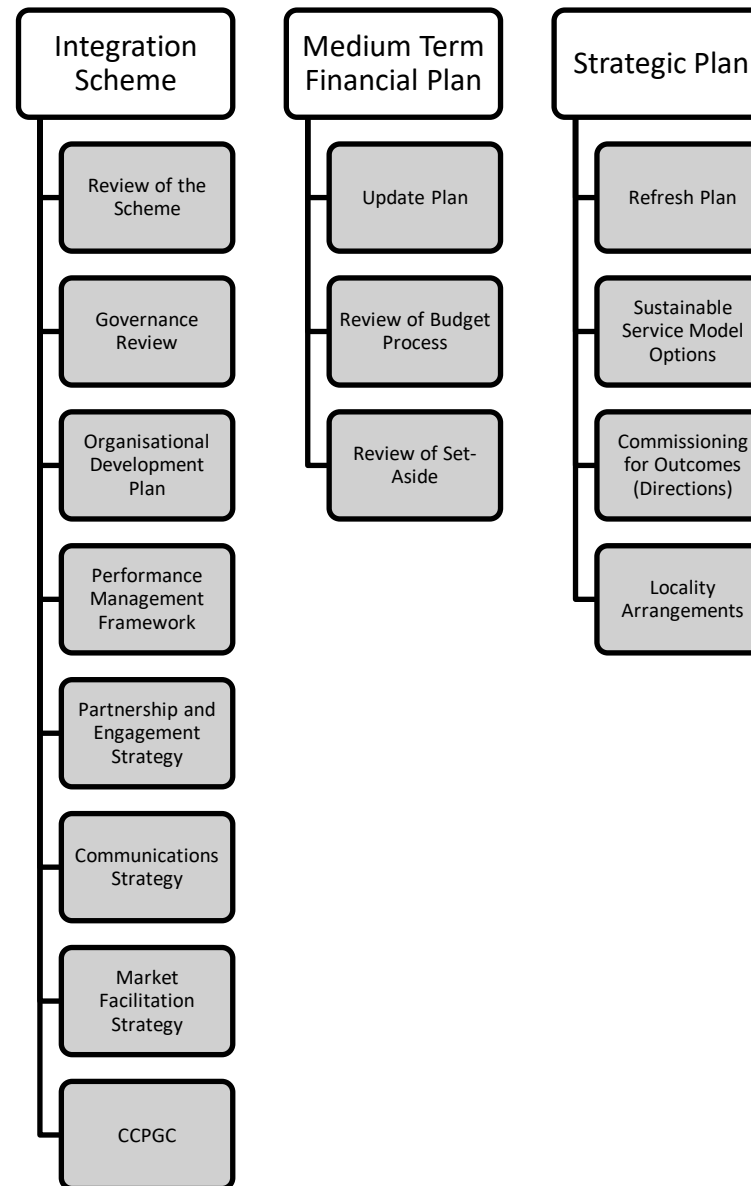 Integration
Scheme
Review of the
Scheme
Governance
Review
Organisational
Development
Plan
Performance
Management
Framework
Partnership and
Engagement
Strategy
Communications
Strategy
Market
Facilitation
Strategy
CCPGC
Medium Term
Financial Plan
Update Plan
Review of Budget
Process
Review of Set-
Aside
Strategic Plan
Refresh Plan
Sustainable
Service Model
Options
Commissioning
for Outcomes
(Directions)
Locality
Arrangements